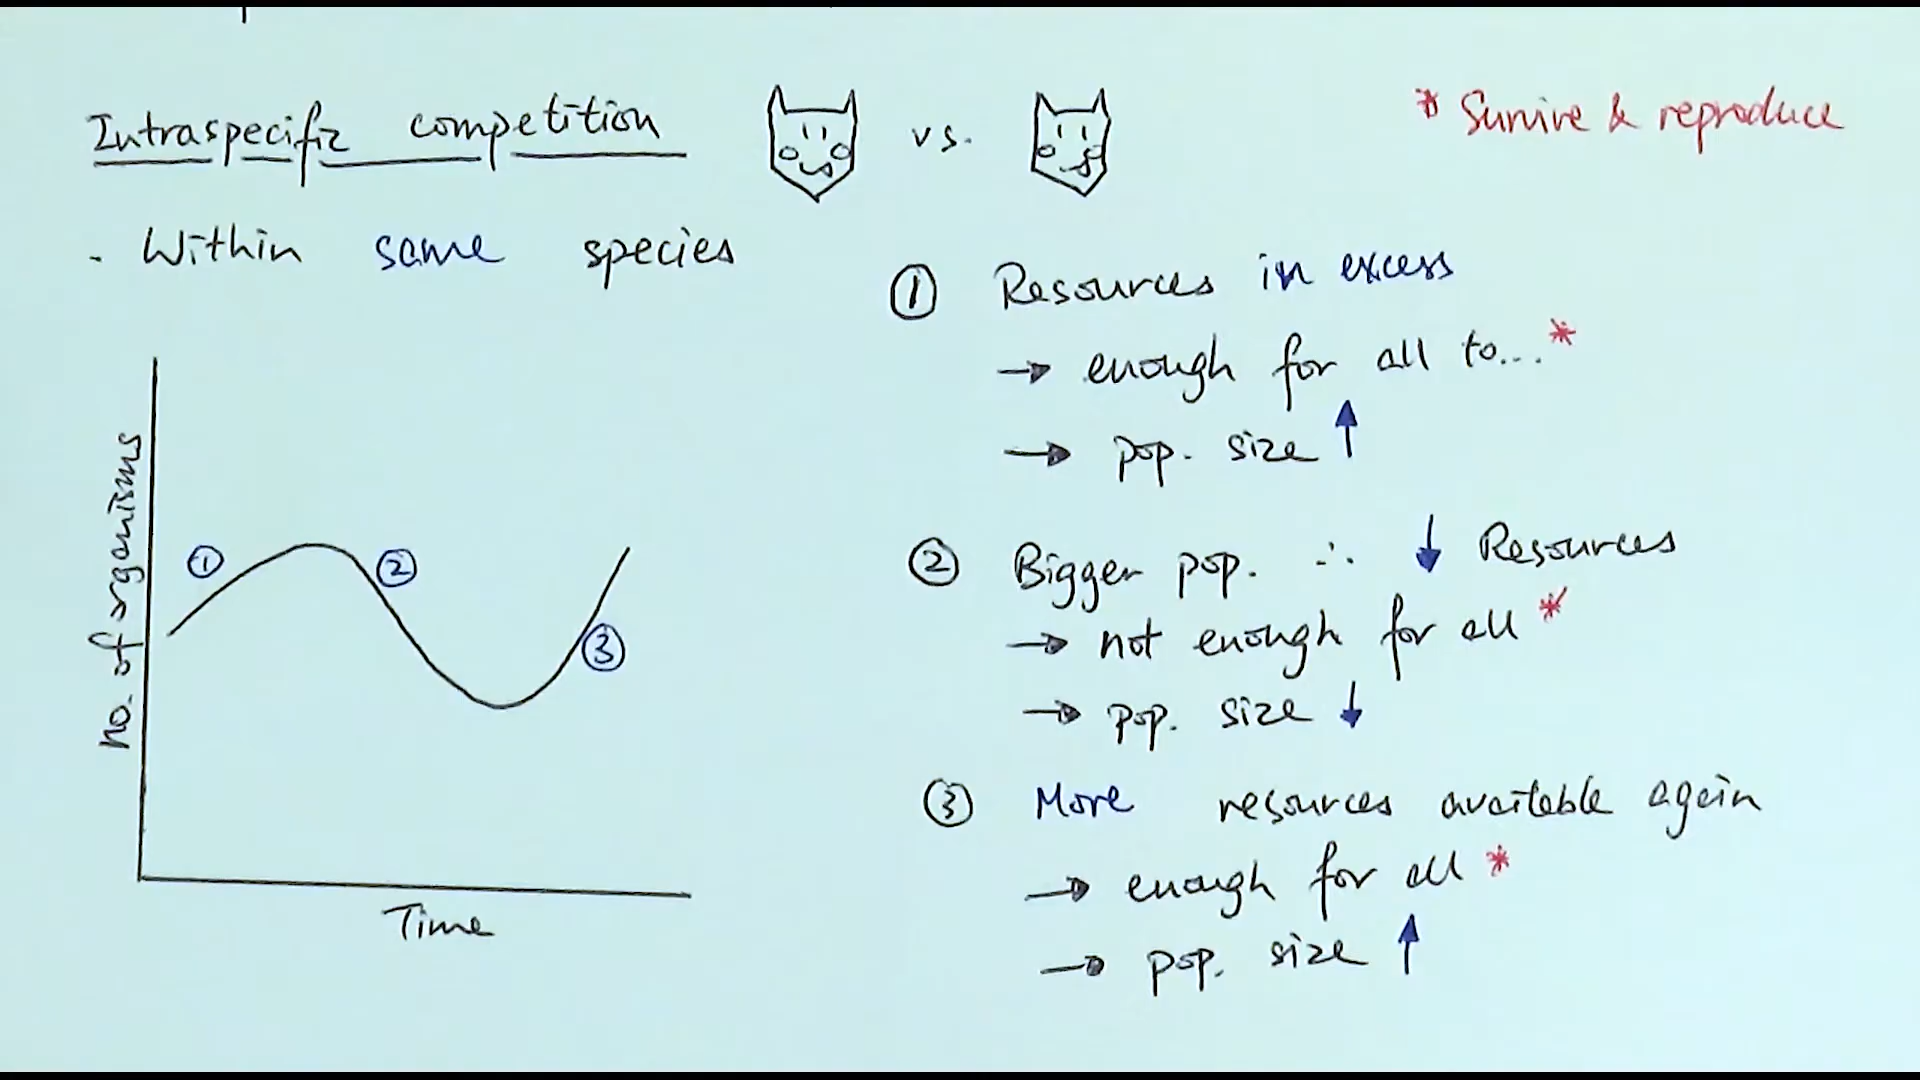 Intraspecific competition vs.
* Survive & reproduce
- Within same species
① Resources in excess
→ enough for all to...*
→ pop. size ↑
② Bigger pop. ∴ ↓ Resources
→ not enough for all *
→ pop. size ↓
③ More resources available again
→ enough for all *
→ pop. size ↑
no. of organisms
①
②
③
Time